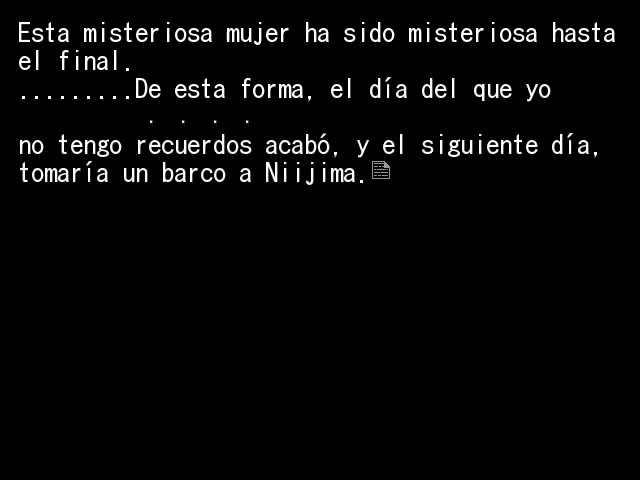 Esta misteriosa mujer ha sido misteriosa hasta
el final.
.........De esta forma, el día del que yo
. . . .
no tengo recuerdos acabó, y el siguiente día,
tomaría un barco a Niijima.